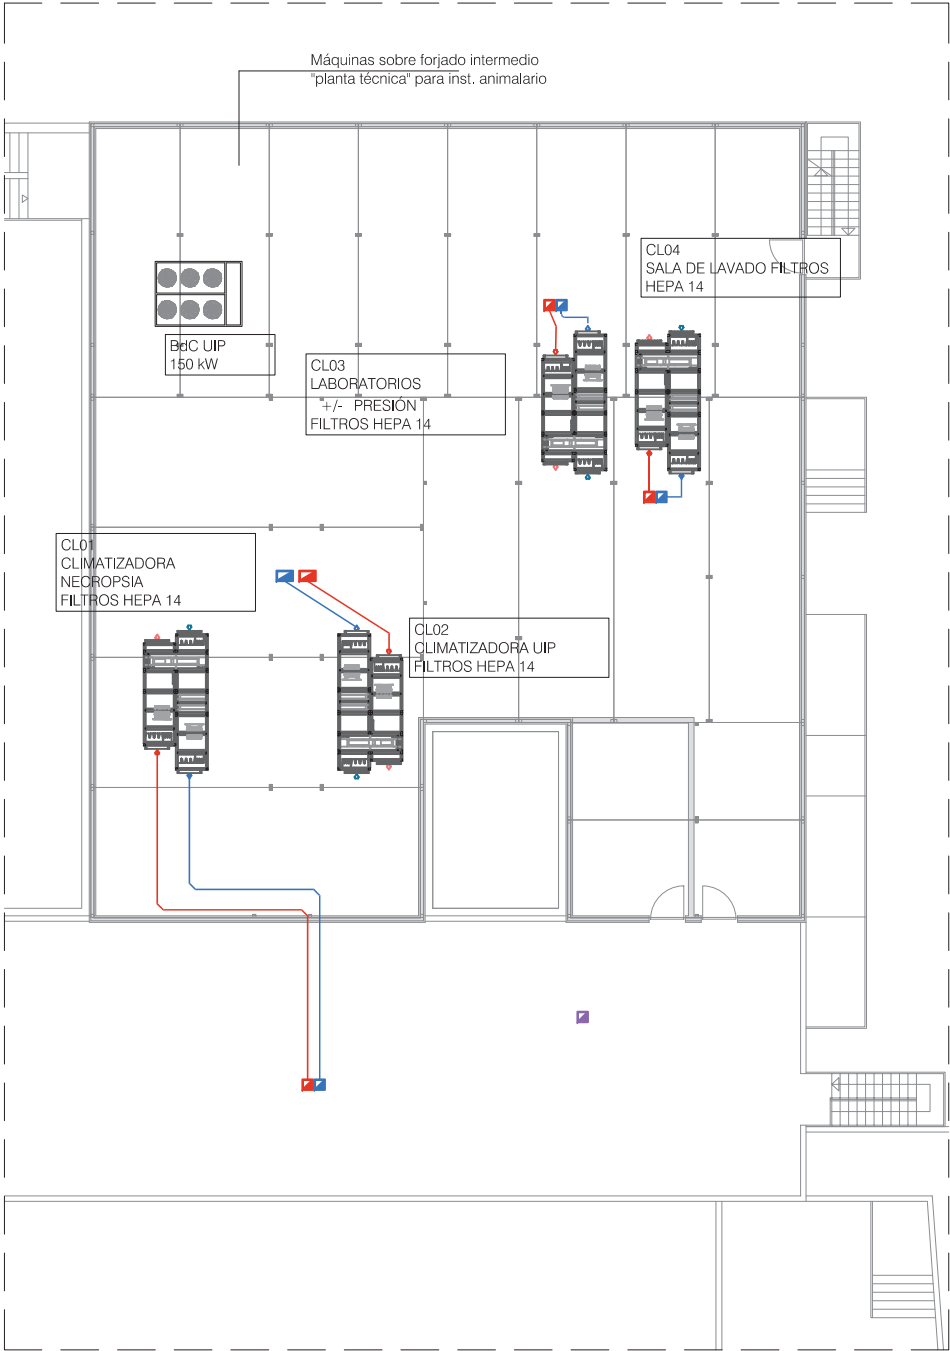 Máquinas sobre forjado intermedio
"planta técnica" para inst. animalario
CL04
SALA DE LAVADO FILTROS
HEPA 14
BdC UIP
150 kW
CL03
LABORATORIOS
+/- PRESIÓN
FILTROS HEPA 14
CL01
CLIMATIZADORA
NECROPSIA
FILTROS HEPA 14
CL02
CLIMATIZADORA UIP
FILTROS HEPA 14